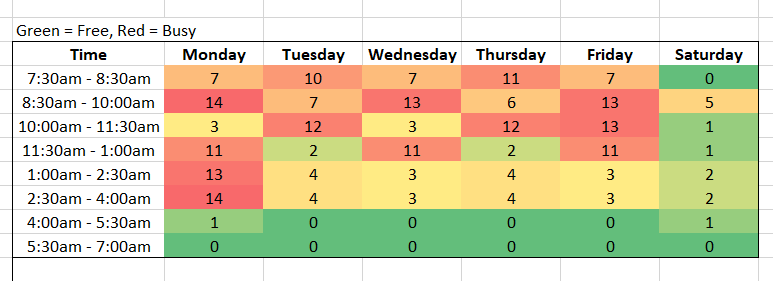 Green = Free, Red = Busy
Time Monday Tuesday Wednesday Thursday Friday Saturday
7:30am - 8:30am 7 10 7 11 7 0
8:30am - 10:00am 14 7 13 6 13 5
10:00am - 11:30am 3 12 3 12 13 1
11:30am - 1:00am 11 2 11 2 11 1
1:00am - 2:30am 13 4 3 4 3 2
2:30am - 4:00am 14 4 3 4 3 2
4:00am - 5:30am 1 0 0 0 0 1
5:30am - 7:00am 0 0 0 0 0 0